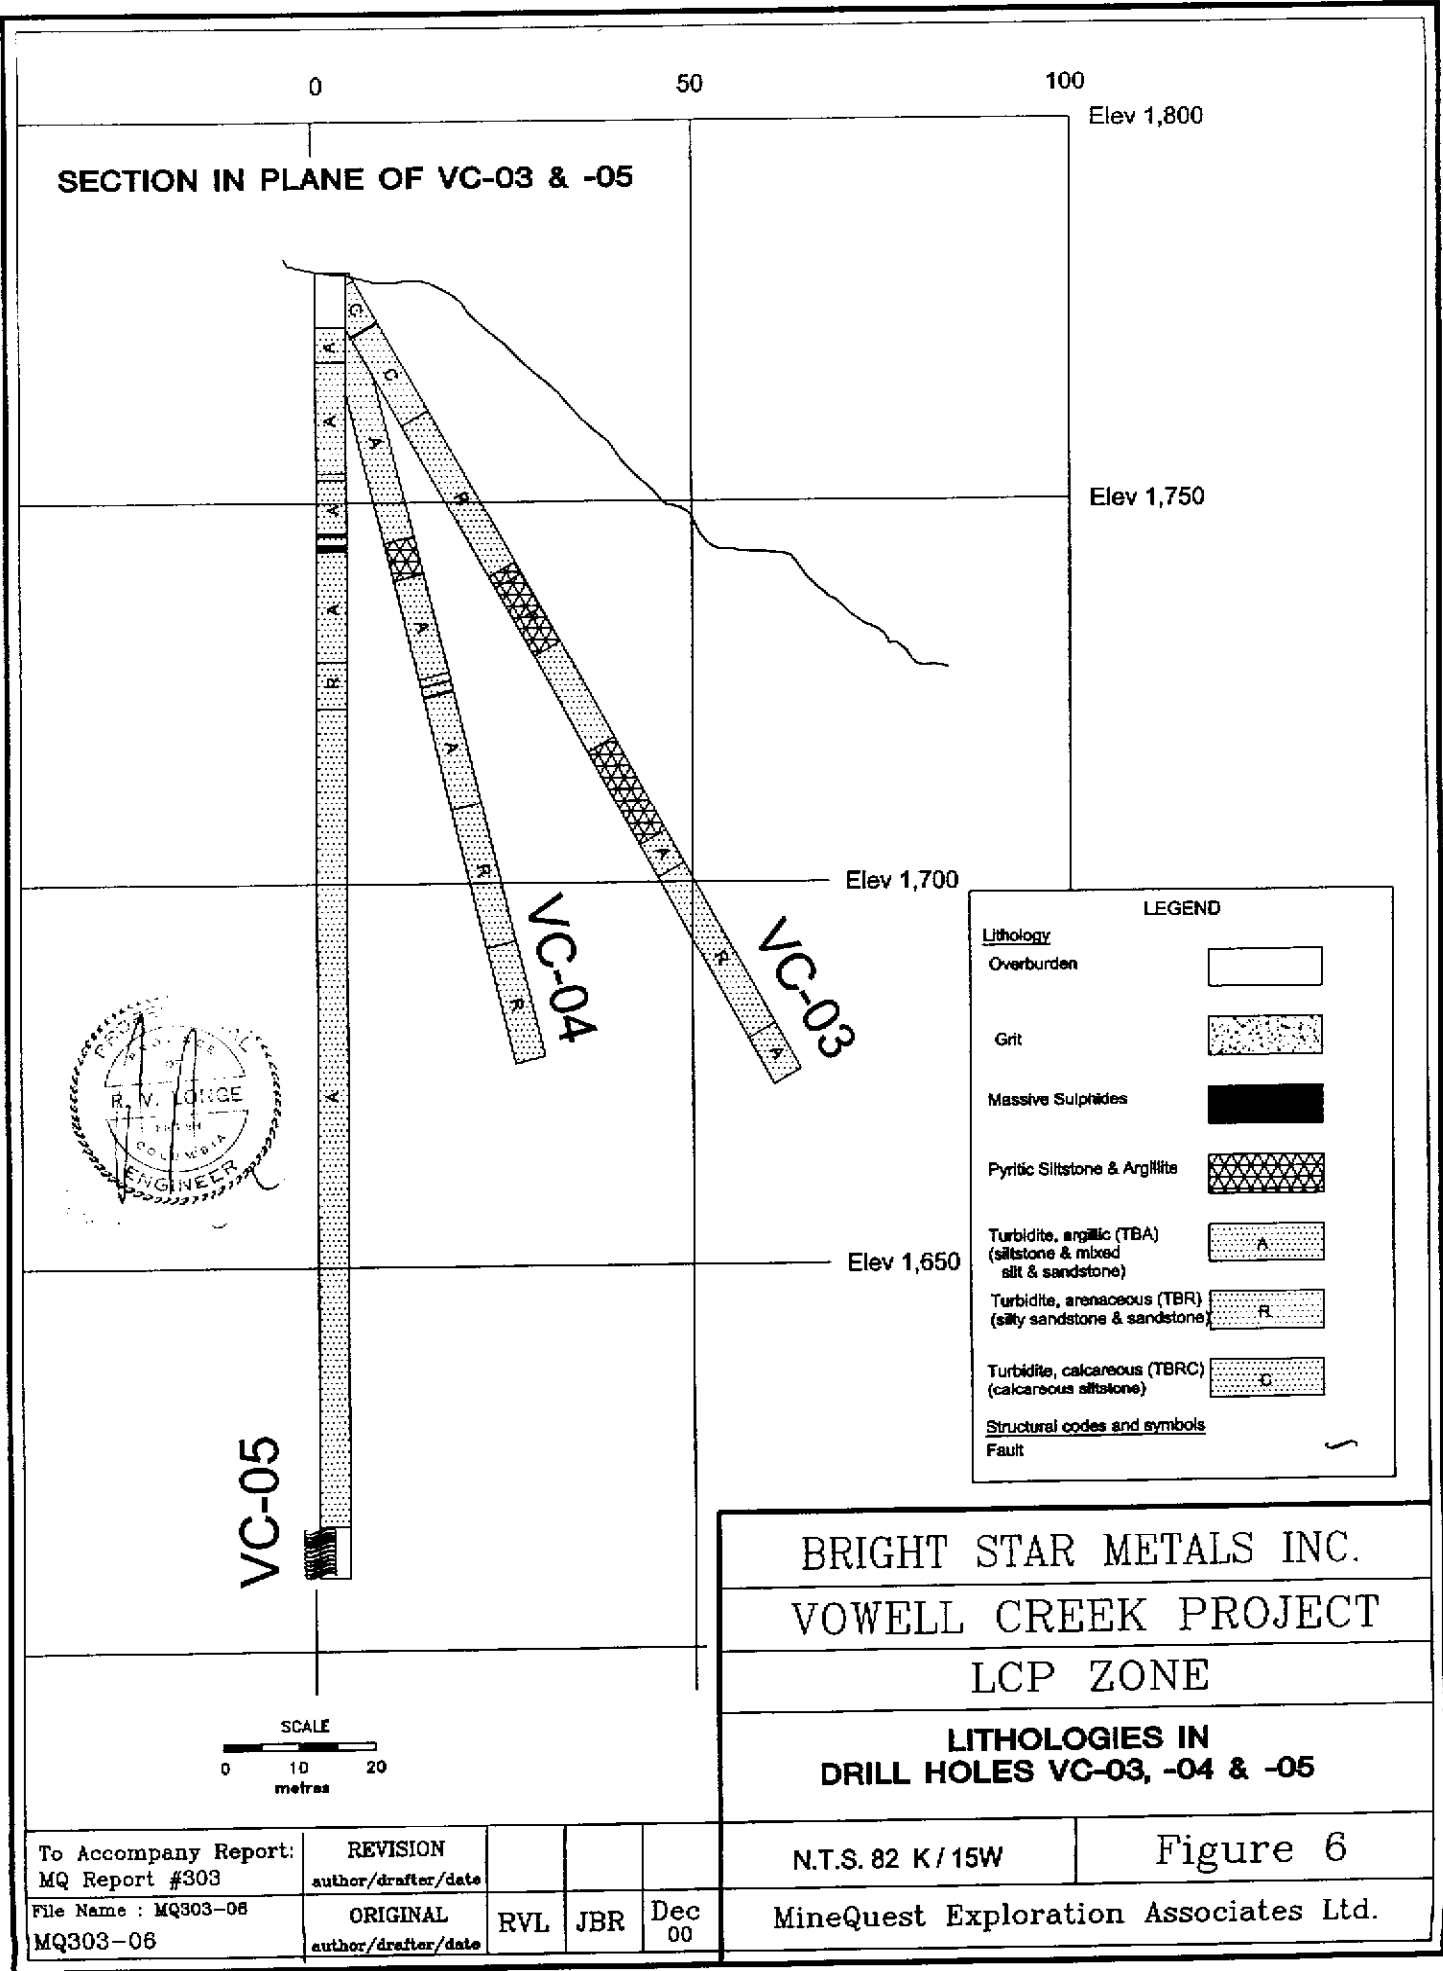 0
50
100
Elev 1,800
SECTION IN PLANE OF VC-03 & -05
C
A
C
A
A
R
A
Elev 1,750
A
A
R
A
A
Elev 1,700
R
R
R
A
VC-04
VC-03
A
Elev 1,650
VC-05
R. V. LONGE
COLUMBIA
ENGINEER
LEGEND
Lithology
Overburden
Grit
Massive Sulphides
Pyritic Siltstone & Argillite
Turbidite, argillic (TBA)
(siltstone & mixed
silt & sandstone)
A
Turbidite, arenaceous (TBR)
(silty sandstone & sandstone)
R
Turbidite, calcareous (TBRC)
(calcareous siltstone)
C
Structural codes and symbols
Fault
SCALE
0 10 20
metres
BRIGHT STAR METALS INC.
VOWELL CREEK PROJECT
LCP ZONE
LITHOLOGIES IN
DRILL HOLES VC-03, -04 & -05
N.T.S. 82 K / 15W
Figure 6
MineQuest Exploration Associates Ltd.
To Accompany Report:
MQ Report #303
REVISION
author/drafter/date
File Name : MQ303-06
MQ303-06
ORIGINAL
author/drafter/date
RVL
JBR
Dec
00